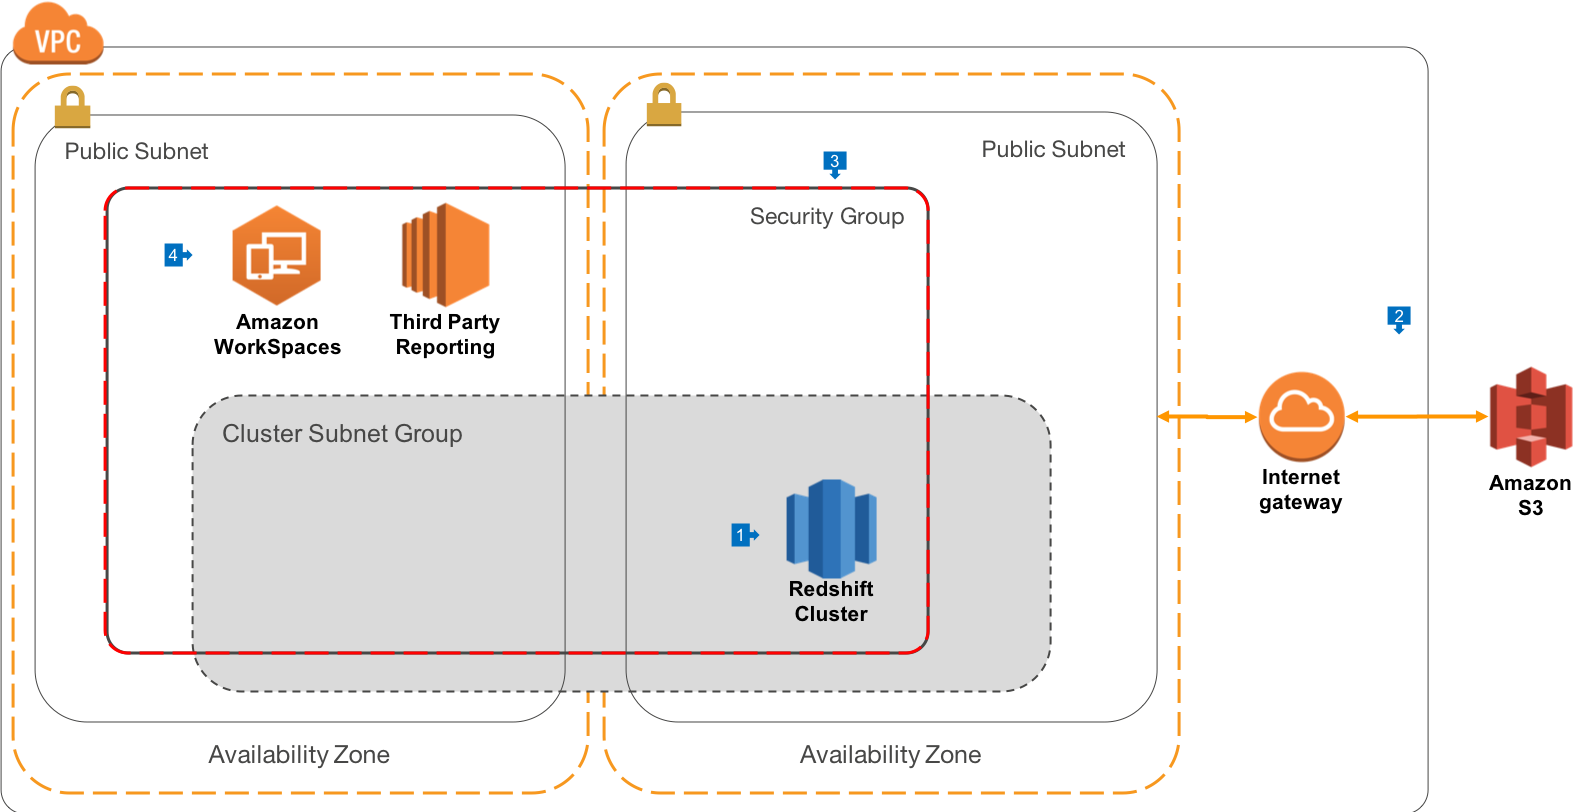 VPC
Public Subnet
Public Subnet
3
Security Group
4
Amazon
WorkSpaces
Third Party
Reporting
2
Cluster Subnet Group
Internet
gateway
Amazon
S3
1
Redshift
Cluster
Availability Zone
Availability Zone